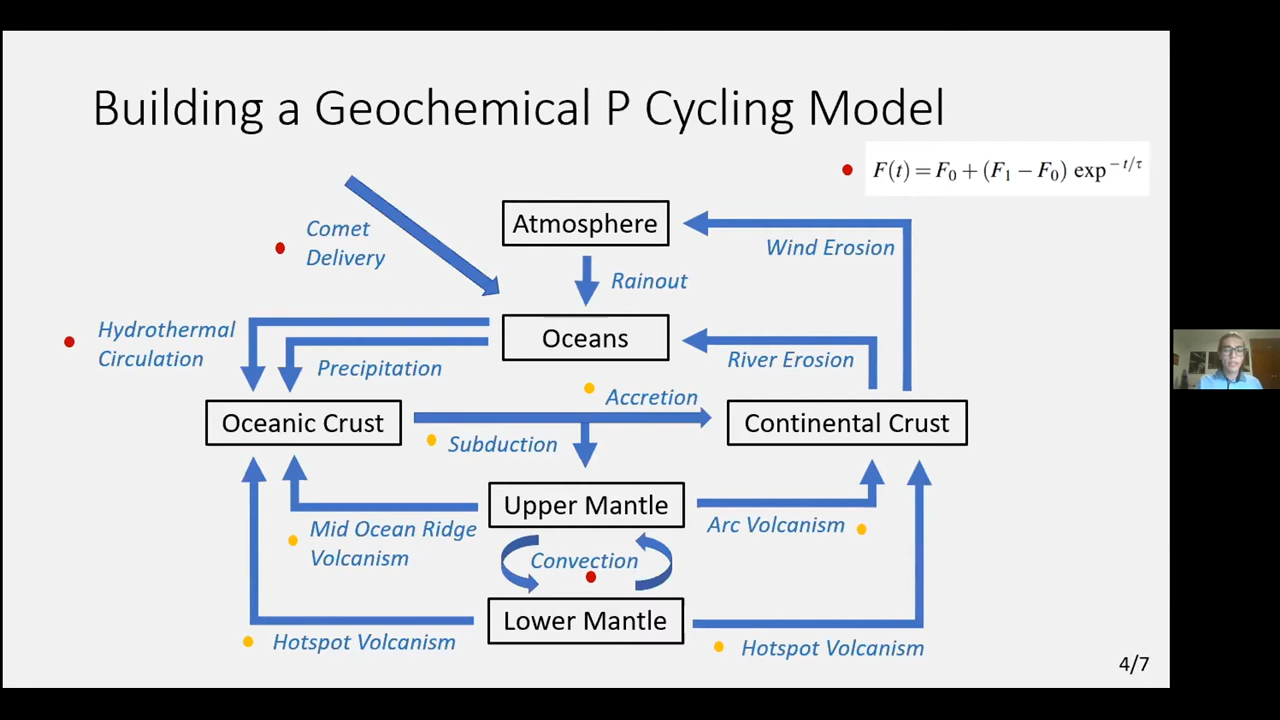 Building a Geochemical P Cycling Model
F(t) = F₀ + (F₁ − F₀) exp^{−t/τ}
Comet
Delivery
Atmosphere
Wind Erosion
Rainout
Hydrothermal
Circulation
Precipitation
Oceans
River Erosion
Accretion
Oceanic Crust
Continental Crust
Subduction
Upper Mantle
Mid Ocean Ridge
Volcanism
Arc Volcanism
Convection
Lower Mantle
Hotspot Volcanism
Hotspot Volcanism
4/7